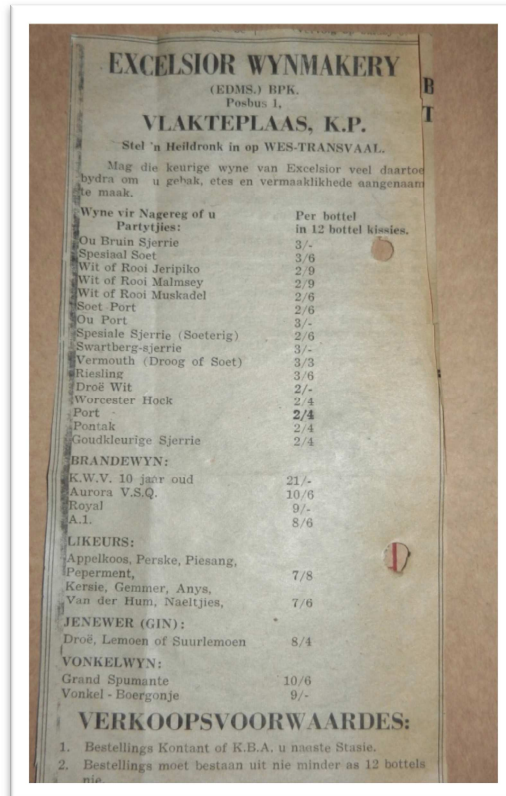 EXCELSIOR WYNMAKERY
(EDMS.) BPK.
Posbus 1,
VLAKTEPLAAS, K.P.
Stel 'n Heildronk in op WES-TRANSVAAL.
Mag die keurige wyne van Excelsior veel daartoe
bydra om u gebak, etes en vermaaklikhede aangenaam
te maak.
Wyne vir Nagereg of u Per bottel
Partytjies: in 12 bottel kissies.
Ou Bruin Sjerrie 3/-
Spesiaal Soet 3/6
Wit of Rooi Jeripiko 2/9
Wit of Rooi Malmsey 2/9
Wit of Rooi Muskadel 2/6
Soet Port 2/6
Ou Port 3/-
Spesiale Sjerrie (Soeterig) 2/6
Swartberg-sjerrie 3/-
Vermouth (Droog of Soet) 3/3
Riesling 3/6
Droë Wit 2/-
Worcester Hock 2/4
Port 2/4
Pontak 2/4
Goudkleurige Sjerrie 2/4
BRANDEWYN:
K.W.V. 10 jaar oud 21/-
Aurora V.S.Q. 10/6
Royal 9/-
A.1. 8/6
LIKEURS:
Appelkoos, Perske, Piesang,
Peperment, 7/8
Kersie, Gemmer, Anys,
Van der Hum, Naeltjies, 7/6
JENEWER (GIN):
Droë, Lemoen of Suurlemoen 8/4
VONKELWYN:
Grand Spumante 10/6
Vonkel - Boergonje 9/-
VERKOOPSVOORWAARDES:
1. Bestellings Kontant of K.B.A. u naaste Stasie.
2. Bestellings moet bestaan uit nie minder as 12 bottels
nie.
B
T